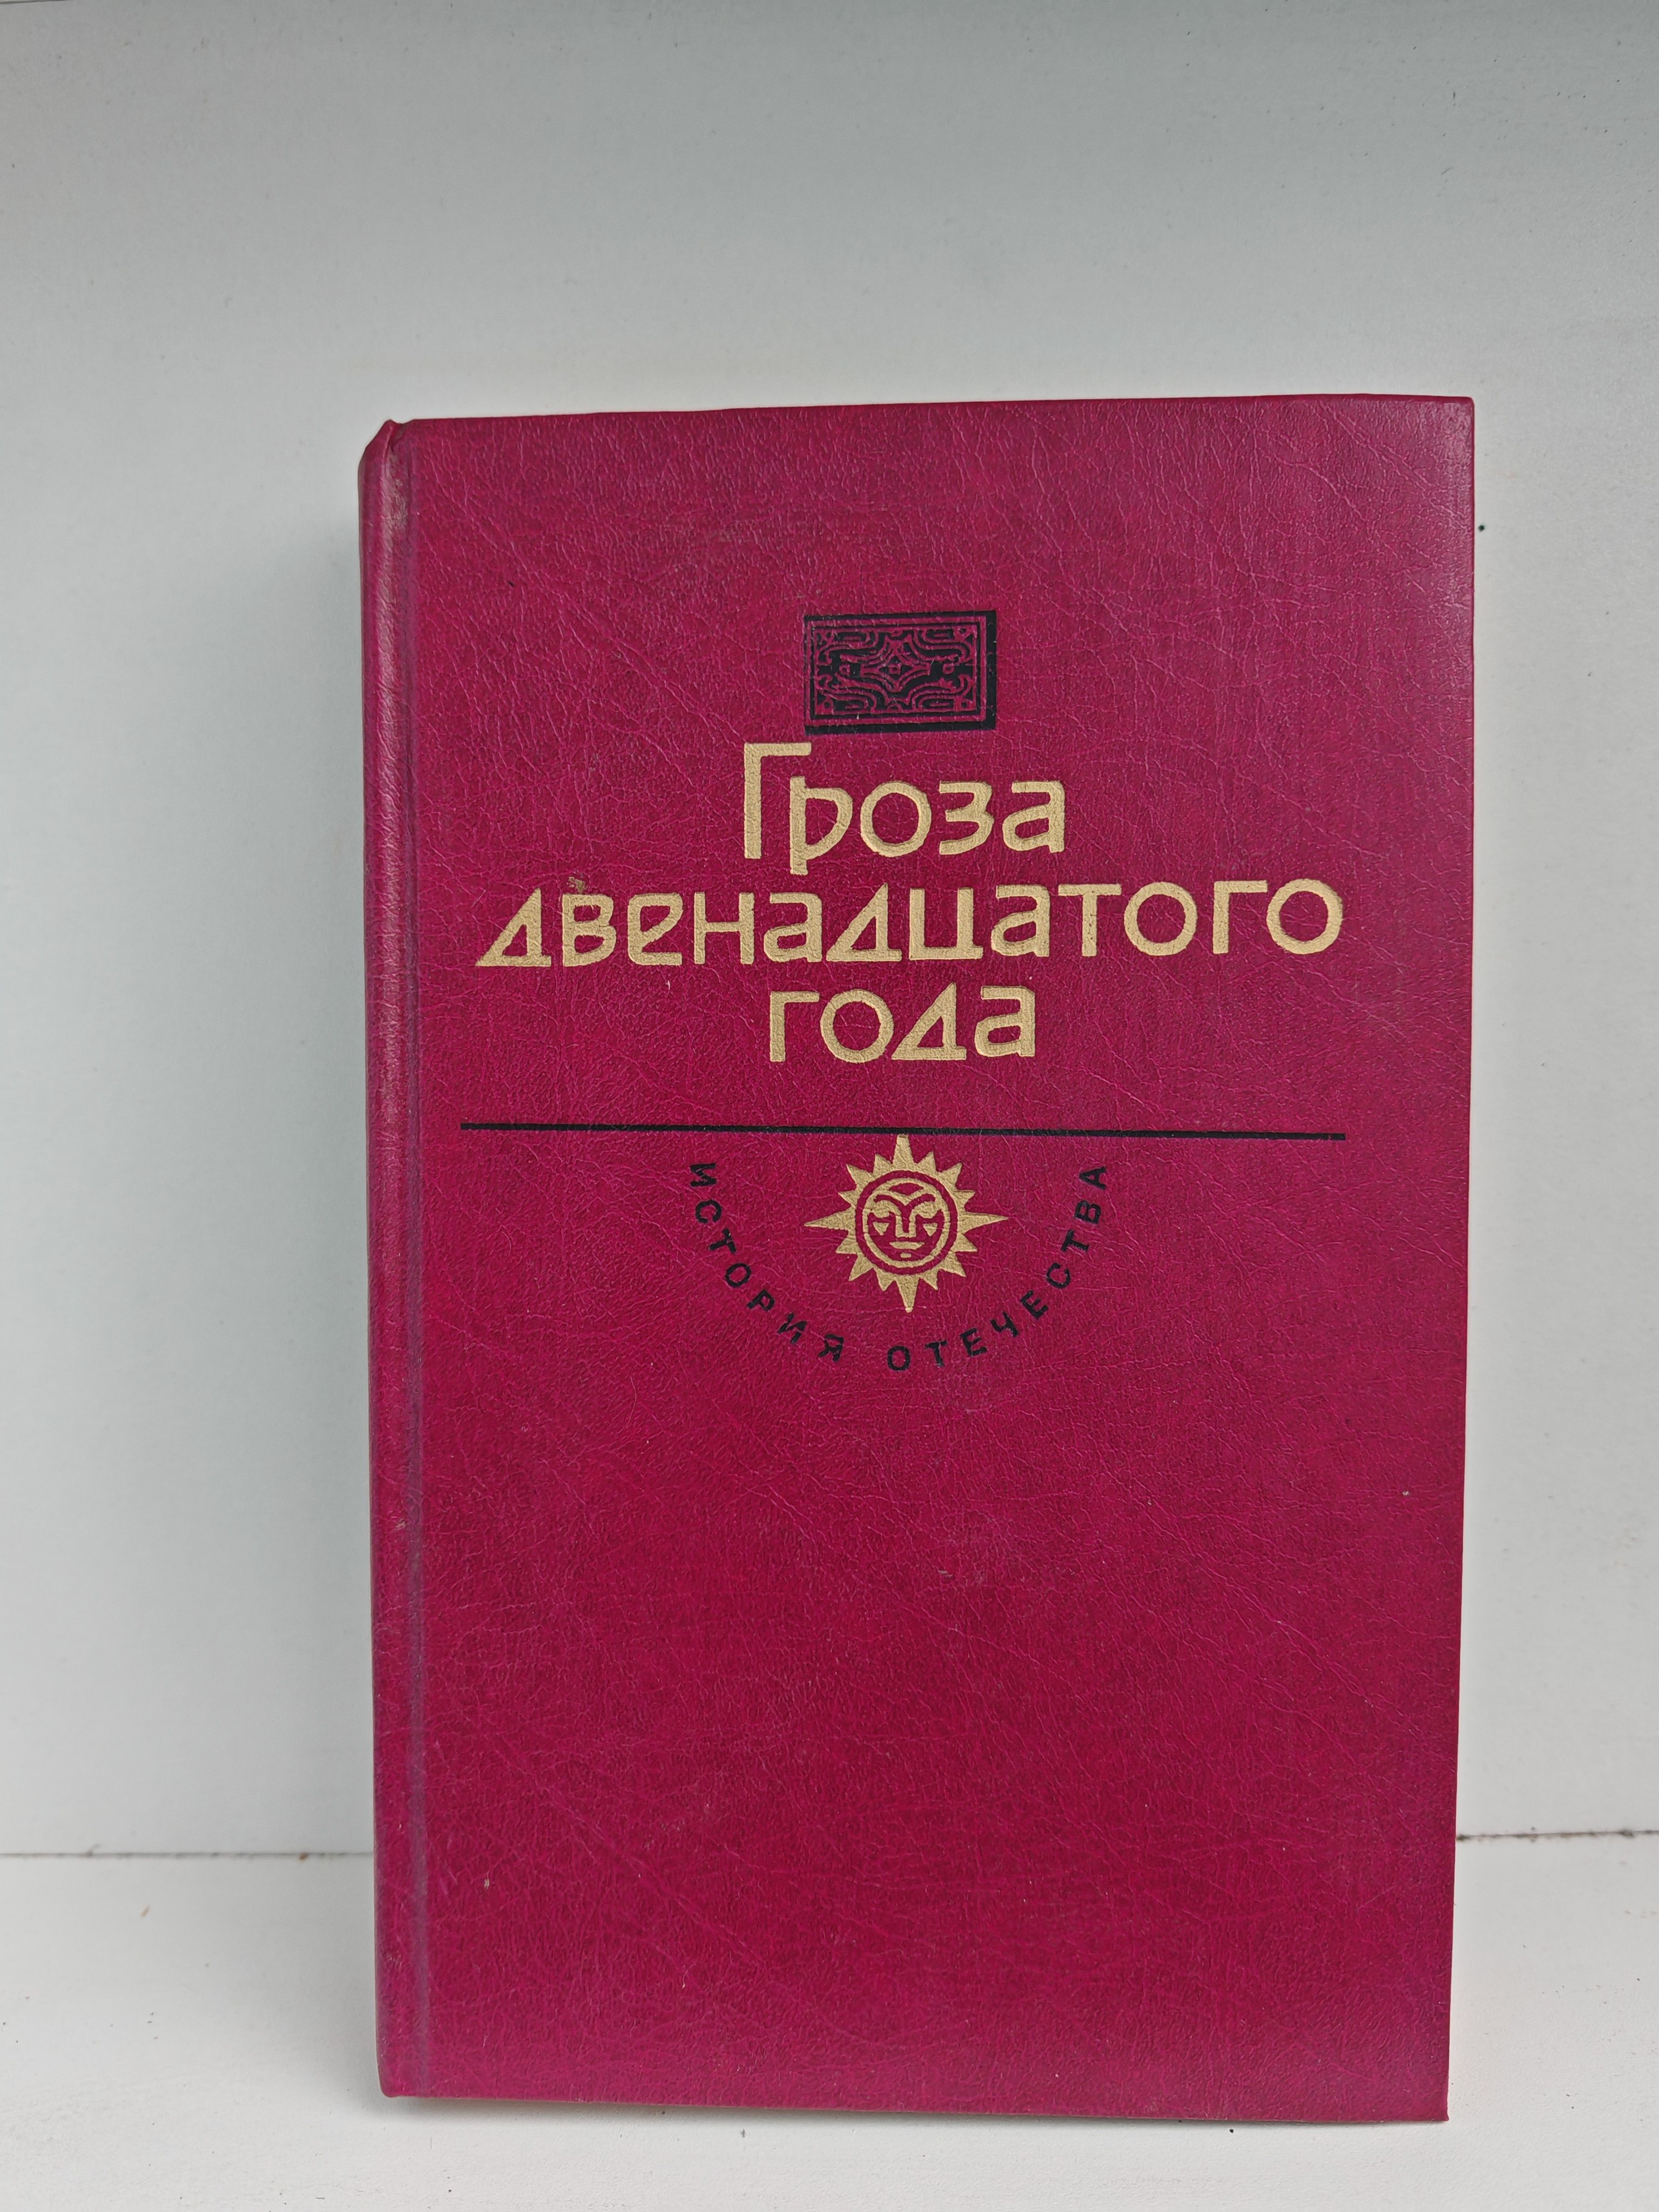 Гроза
двенадцатого
года
ИСТОРИЯ ОТЕЧЕСТВА